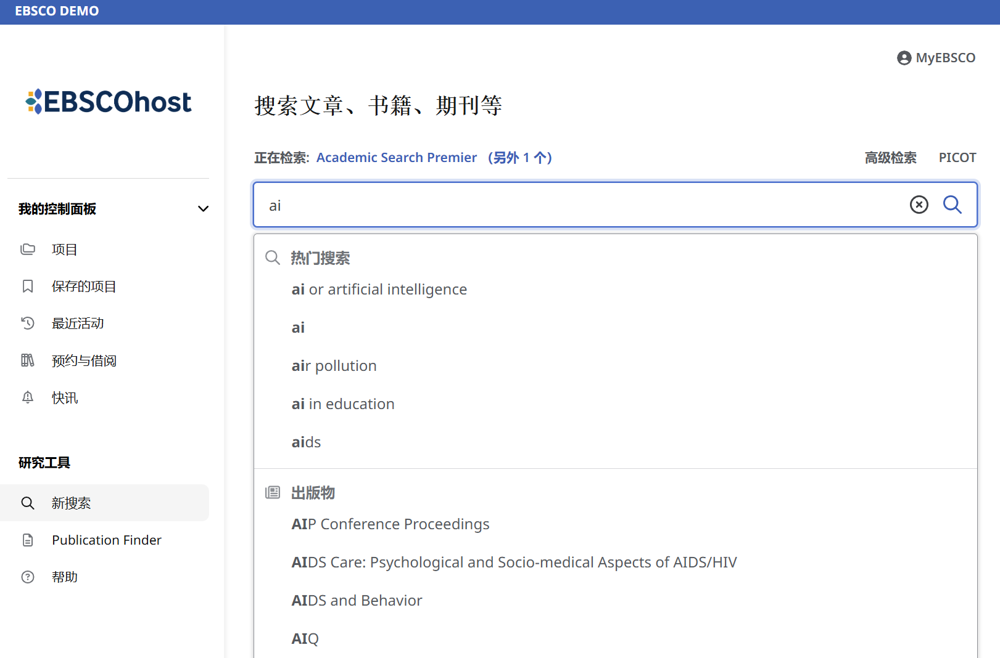 EBSCO DEMO
MyEBSCO
EBSCOhost
搜索文章、书籍、期刊等
正在检索: Academic Search Premier （另外 1 个）
高级检索 PICOT
ai
我的控制面板
项目
保存的项目
最近活动
预约与借阅
快讯
研究工具
新搜索
Publication Finder
帮助
热门搜索
ai or artificial intelligence
ai
air pollution
ai in education
aids
出版物
AIP Conference Proceedings
AIDS Care: Psychological and Socio-medical Aspects of AIDS/HIV
AIDS and Behavior
AIQ